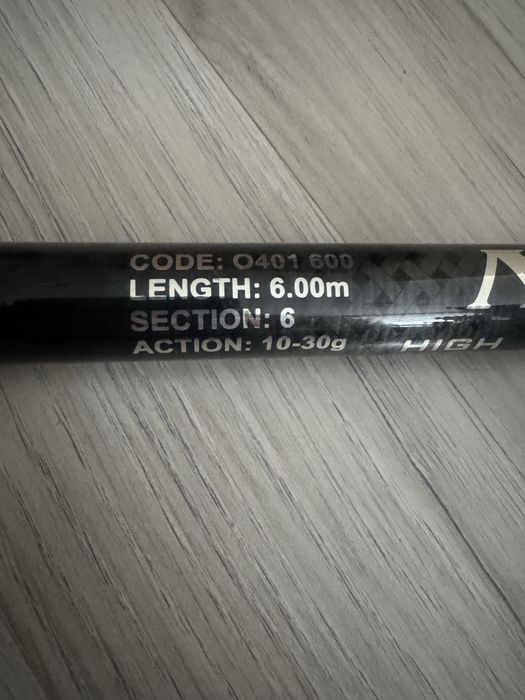 CODE: O401 600
LENGTH: 6.00m
SECTION: 6
ACTION: 10-30g
HIGH